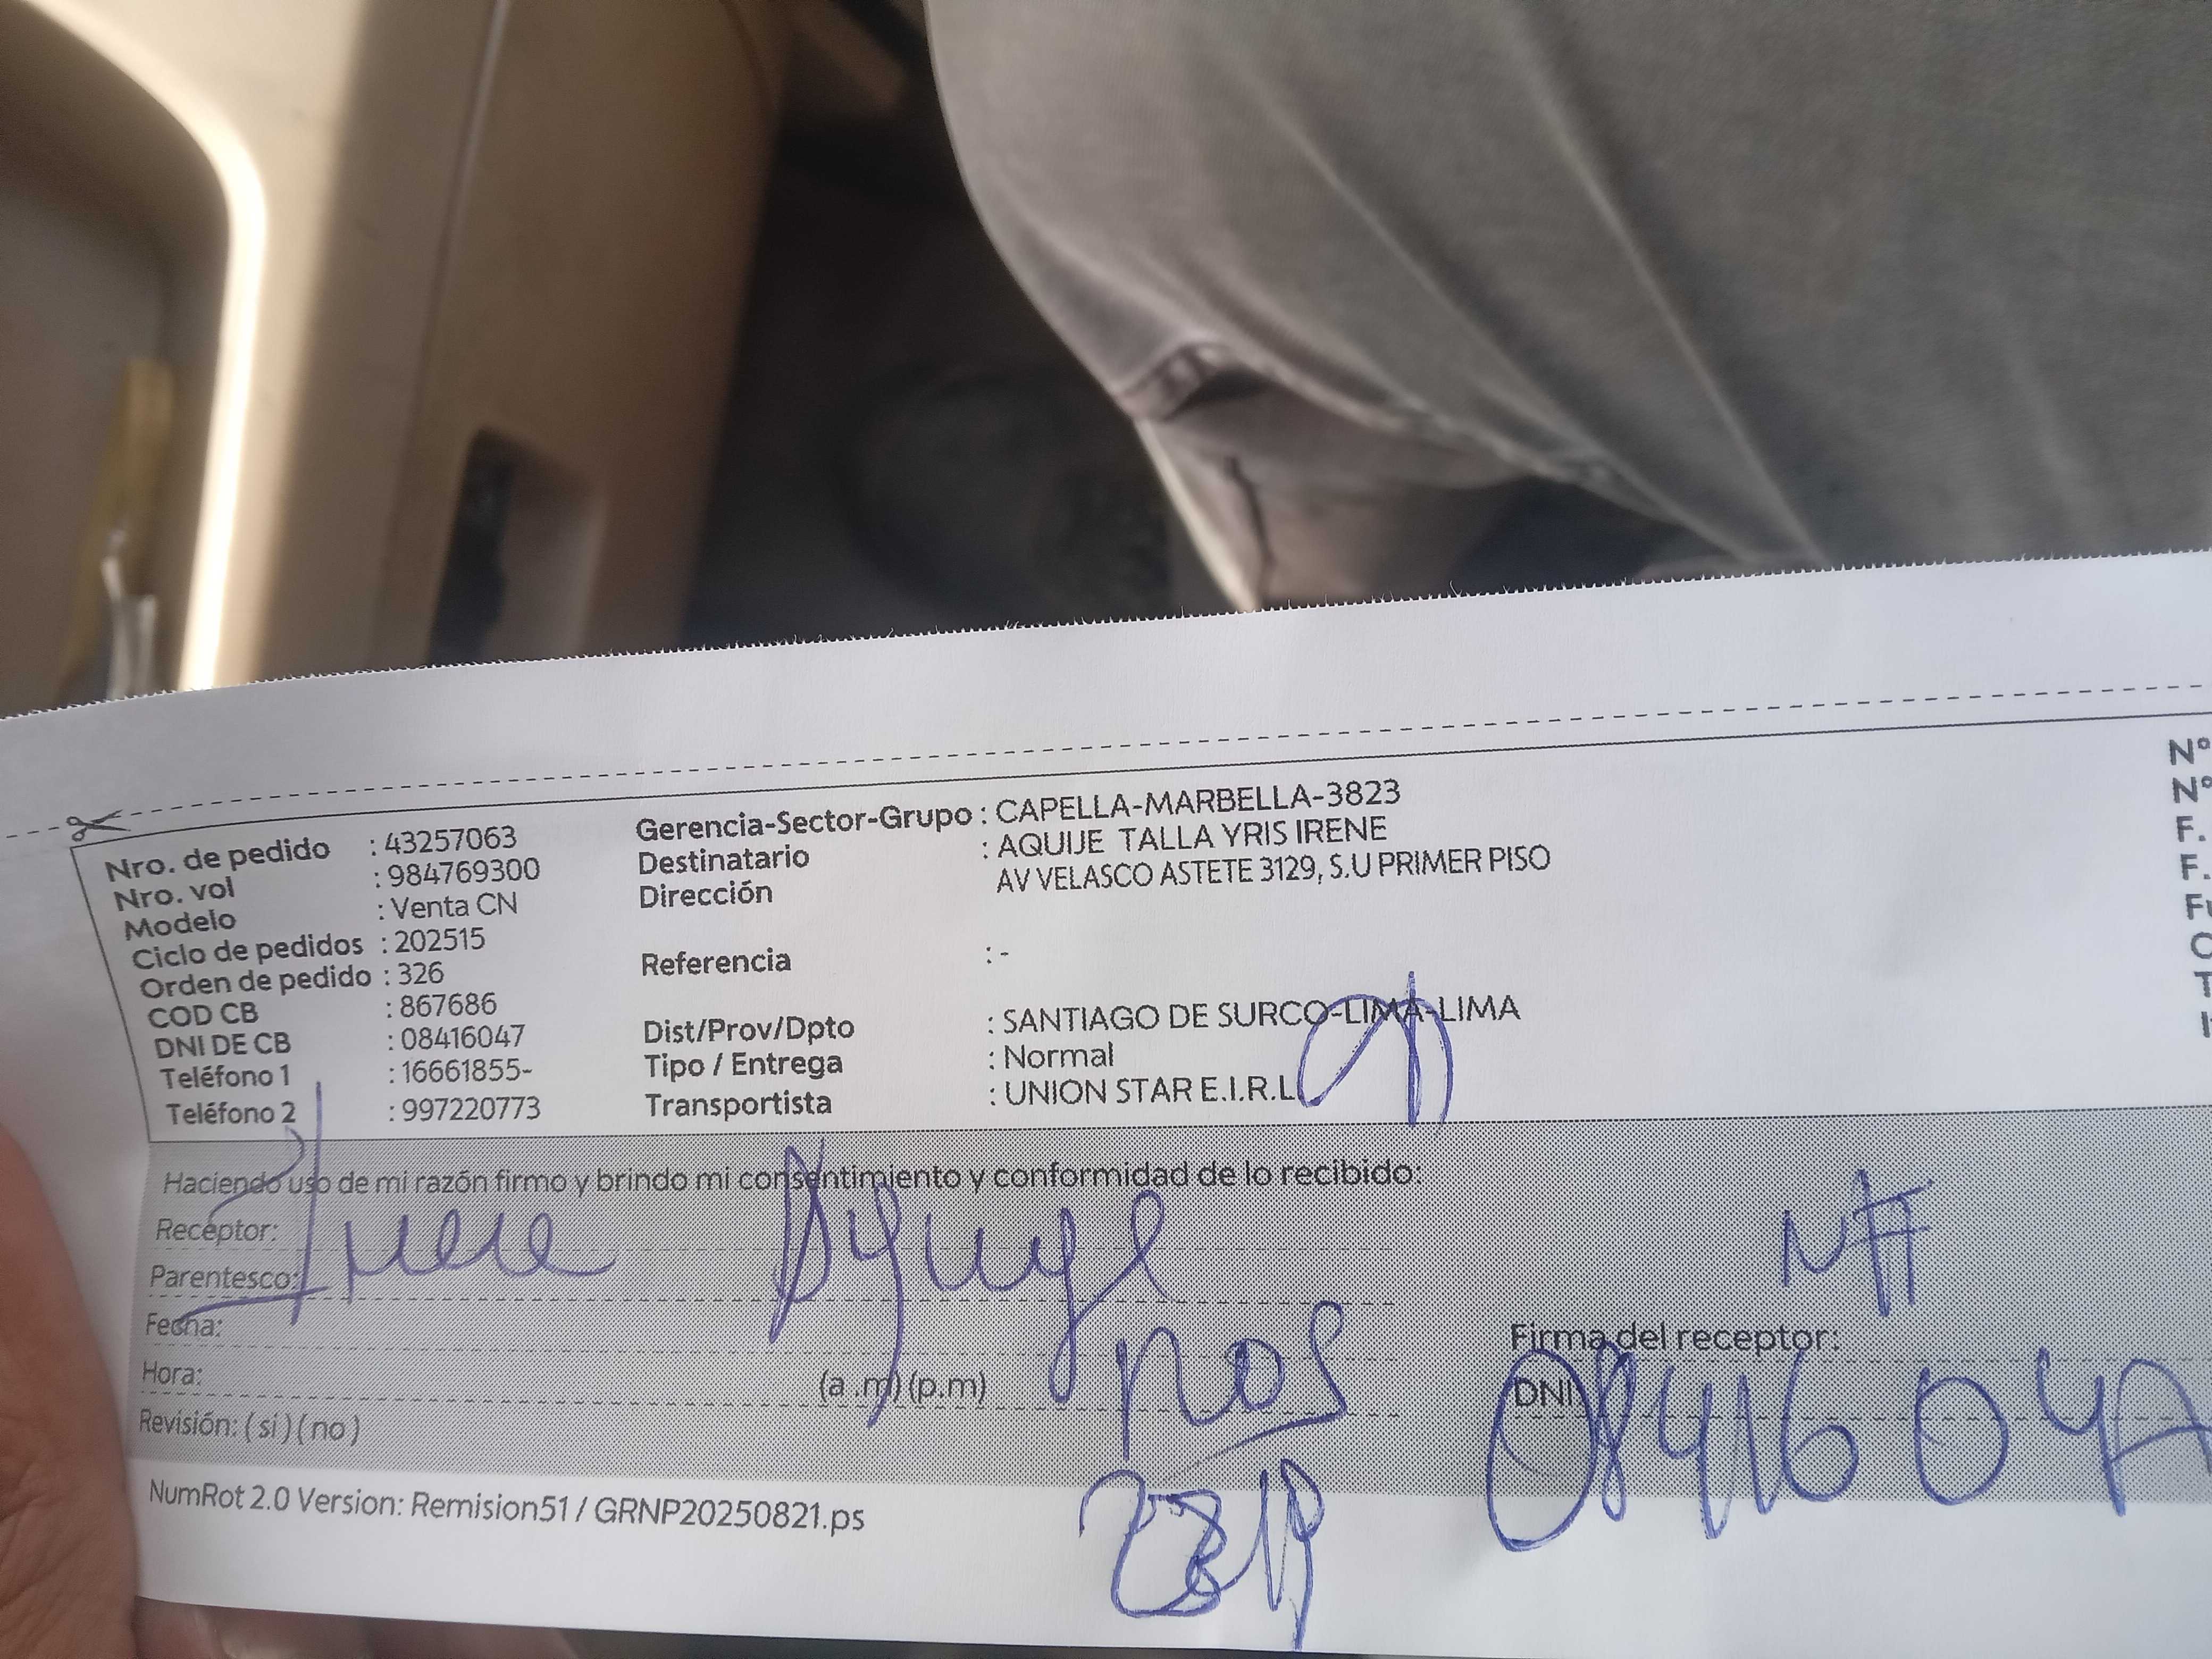 Nro. de pedido : 43257063
Nro. vol : 984769300
Modelo : Venta CN
Ciclo de pedidos : 202515
Orden de pedido : 326
COD CB : 867686
DNI DE CB : 08416047
Teléfono 1 : 16661855-
Teléfono 2 : 997220773
Gerencia-Sector-Grupo : CAPELLA-MARBELLA-3823
Destinatario : AQUIJE TALLA YRIS IRENE
Dirección AV VELASCO ASTETE 3129, S.U PRIMER PISO
Referencia : -
Dist/Prov/Dpto : SANTIAGO DE SURCO-LIMA-LIMA
Tipo / Entrega : Normal
Transportista : UNION STAR E.I.R.L
N°
N°
F.
F.
Haciendo uso de mi razón firmo y brindo mi consentimiento y conformidad de lo recibido:
Receptor: Irene Aquije
Parentesco:
Fecha:
Hora: (a .m) (p.m)
Revisión: ( si ) ( no )
Firma del receptor:
DNI 08416047
NumRot 2.0 Version: Remision51 / GRNP20250821.ps